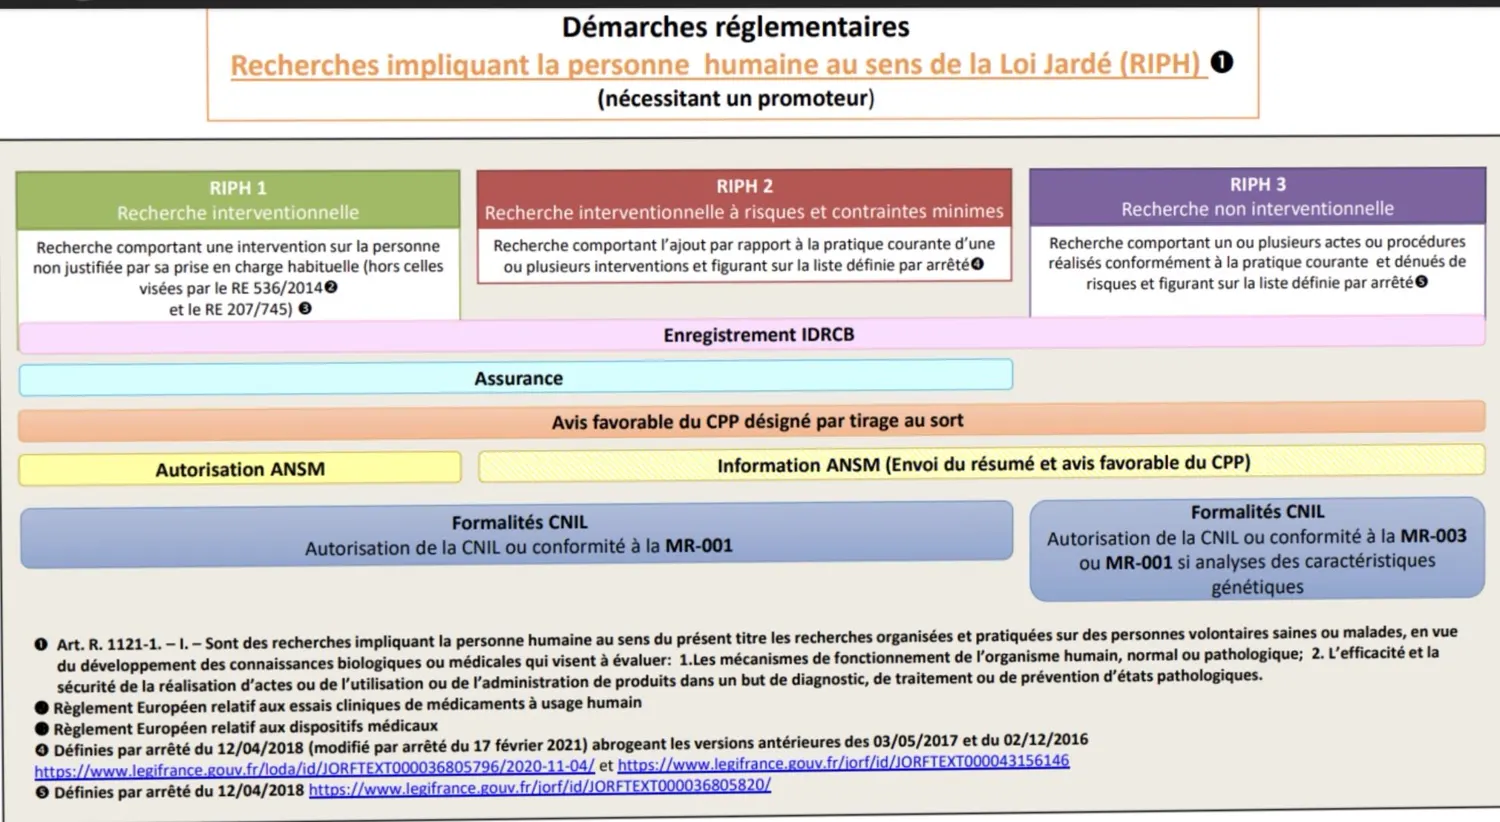 Démarches réglementaires
Recherches impliquant la personne humaine au sens de la Loi Jardé (RIPH) ❶
(nécessitant un promoteur)
RIPH 1
Recherche interventionnelle
Recherche comportant une intervention sur la personne
non justifiée par sa prise en charge habituelle (hors celles
visées par le RE 536/2014❷
et le RE 207/745) ❸
RIPH 2
Recherche interventionnelle à risques et contraintes minimes
Recherche comportant l’ajout par rapport à la pratique courante d’une
ou plusieurs interventions et figurant sur la liste définie par arrêté❹
RIPH 3
Recherche non interventionnelle
Recherche comportant un ou plusieurs actes ou procédures
réalisés conformément à la pratique courante et dénués de
risques et figurant sur la liste définie par arrêté❺
Enregistrement IDRCB
Assurance
Avis favorable du CPP désigné par tirage au sort
Autorisation ANSM
Information ANSM (Envoi du résumé et avis favorable du CPP)
Formalités CNIL
Autorisation de la CNIL ou conformité à la MR-001
Formalités CNIL
Autorisation de la CNIL ou conformité à la MR-003
ou MR-001 si analyses des caractéristiques
génétiques
❶ Art. R. 1121-1. – I. – Sont des recherches impliquant la personne humaine au sens du présent titre les recherches organisées et pratiquées sur des personnes volontaires saines ou malades, en vue
du développement des connaissances biologiques ou médicales qui visent à évaluer: 1.Les mécanismes de fonctionnement de l’organisme humain, normal ou pathologique; 2. L’efficacité et la
sécurité de la réalisation d’actes ou de l’utilisation ou de l’administration de produits dans un but de diagnostic, de traitement ou de prévention d’états pathologiques.
● Règlement Européen relatif aux essais cliniques de médicaments à usage humain
● Règlement Européen relatif aux dispositifs médicaux
❹ Définies par arrêté du 12/04/2018 (modifié par arrêté du 17 février 2021) abrogeant les versions antérieures des 03/05/2017 et du 02/12/2016
https://www.legifrance.gouv.fr/loda/id/JORFTEXT000036805796/2020-11-04/ et https://www.legifrance.gouv.fr/jorf/id/JORFTEXT000043156146
❺ Définies par arrêté du 12/04/2018 https://www.legifrance.gouv.fr/jorf/id/JORFTEXT000036805820/